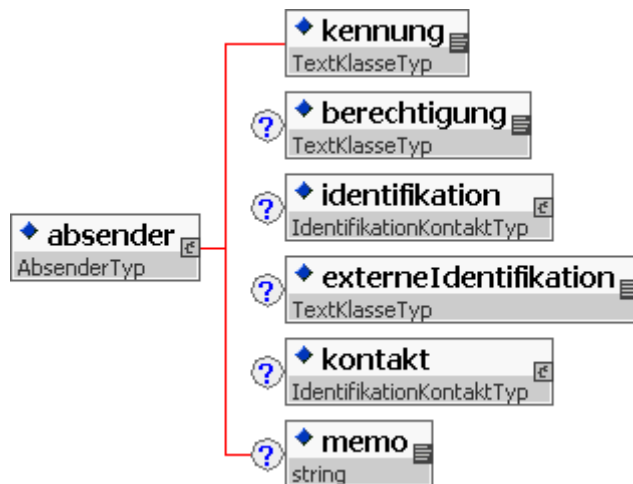 kennung
TextKlasseTyp
? berechtigung
TextKlasseTyp
? identifikation
IdentifikationKontaktTyp
absender
AbsenderTyp
? externeIdentifikation
TextKlasseTyp
? kontakt
IdentifikationKontaktTyp
? memo
string